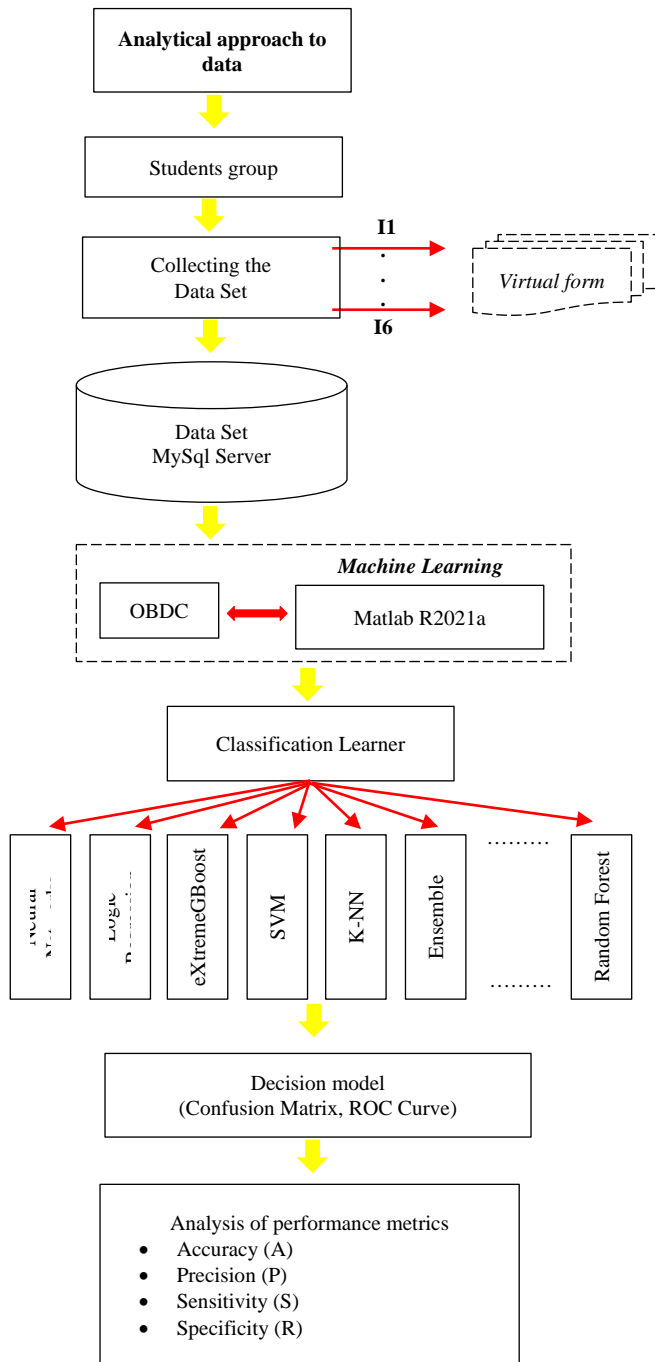 Analytical approach to
data
Students group
Collecting the
Data Set
I1
.
.
.
I6
Virtual form
Data Set
MySql Server
Machine Learning
OBDC
Matlab R2021a
Classification Learner
Neural
Logic
eXtremeGBoost
SVM
K-NN
Ensemble
.........
.........
Random Forest
Decision model
(Confusion Matrix, ROC Curve)
Analysis of performance metrics
• Accuracy (A)
• Precision (P)
• Sensitivity (S)
• Specificity (R)